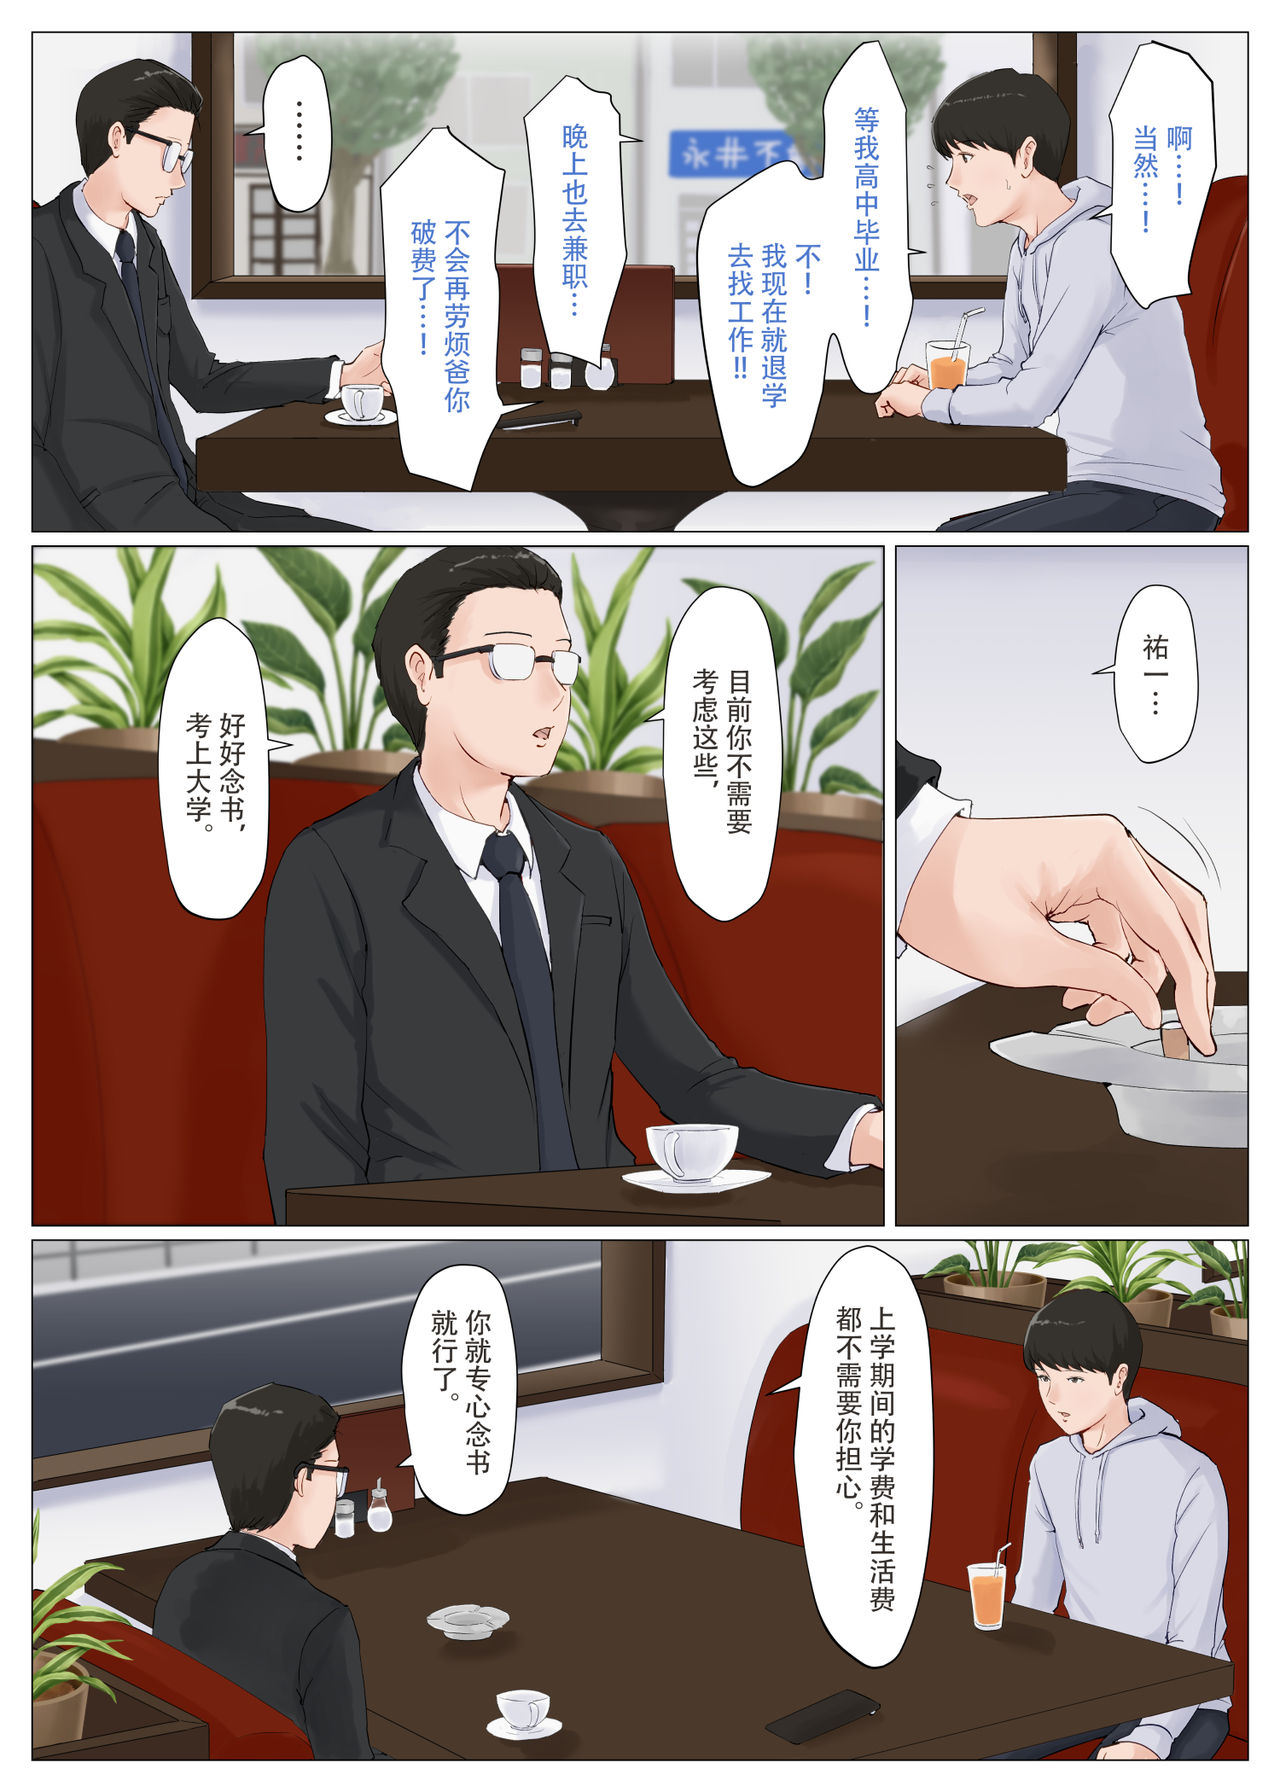 啊…！
当然…！
等我高中毕业…！
不！
我现在就退学
去找工作!!
晚上也去兼职…
不会再劳烦爸你
破费了…！
……
永井不
祐一…
目前你不需要
考虑这些，
好好念书，
考上大学。
上学期间的学费和生活费
都不需要你担心。
你就专心念书
就行了。